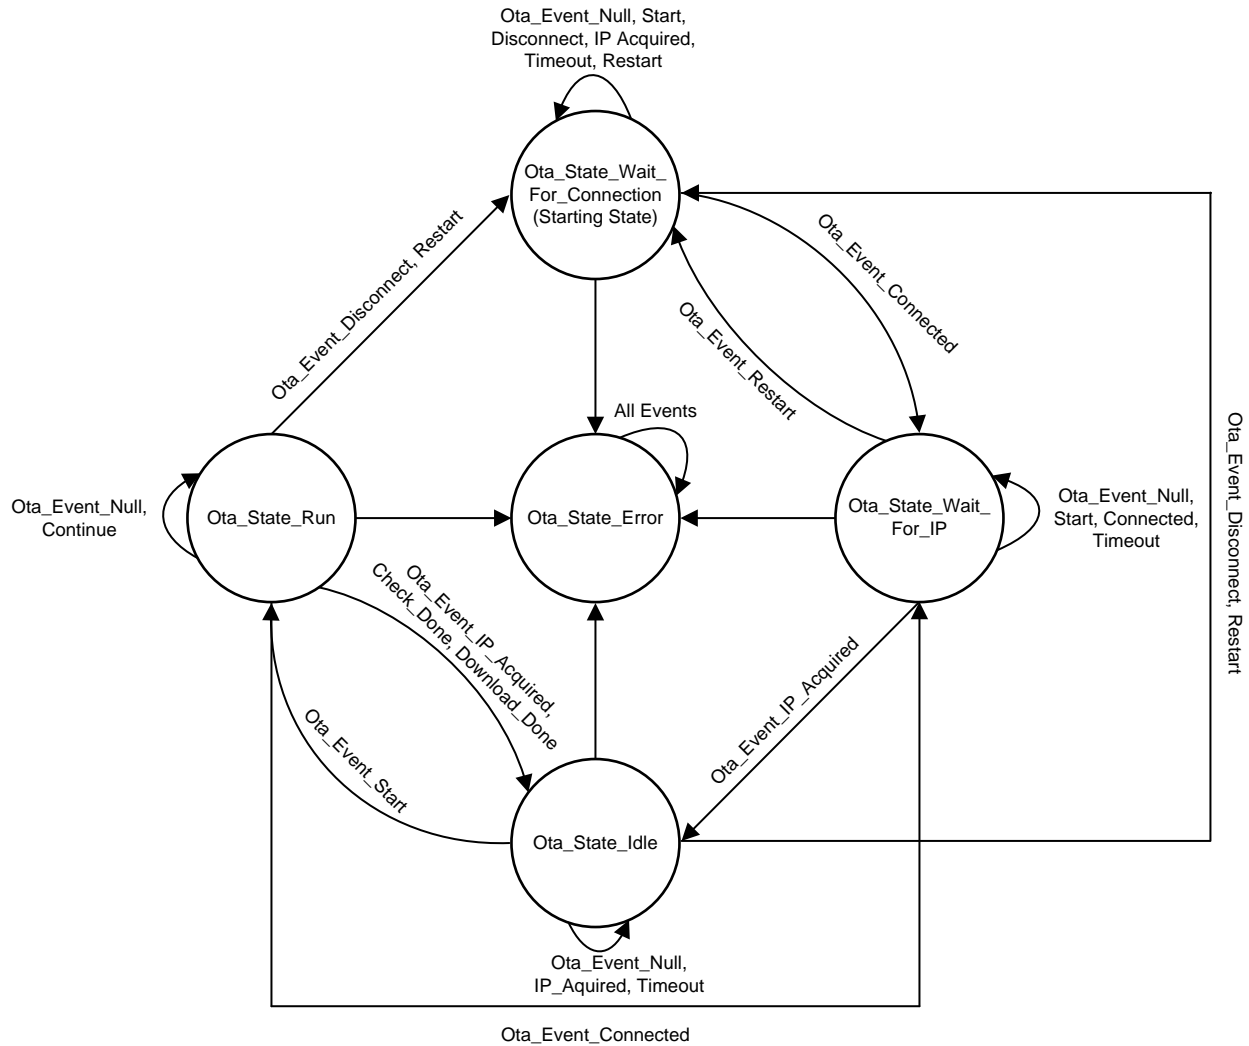 Ota_Event_Null, Start,
Disconnect, IP Acquired,
Timeout, Restart
Ota_State_Wait_
For_Connection
(Starting State)
Ota_Event_Disconnect, Restart
Ota_Event_Connected
Ota_Event_Restart
All Events
Ota_Event_Null,
Continue
Ota_State_Run
Ota_State_Error
Ota_State_Wait_
For_IP
Ota_Event_Null,
Start, Connected,
Timeout
Ota_Event_Disconnect, Restart
Ota_Event_IP_Acquired,
Check_Done, Download_Done
Ota_Event_Start
Ota_Event_IP_Acquired
Ota_State_Idle
Ota_Event_Null,
IP_Aquired, Timeout
Ota_Event_Connected